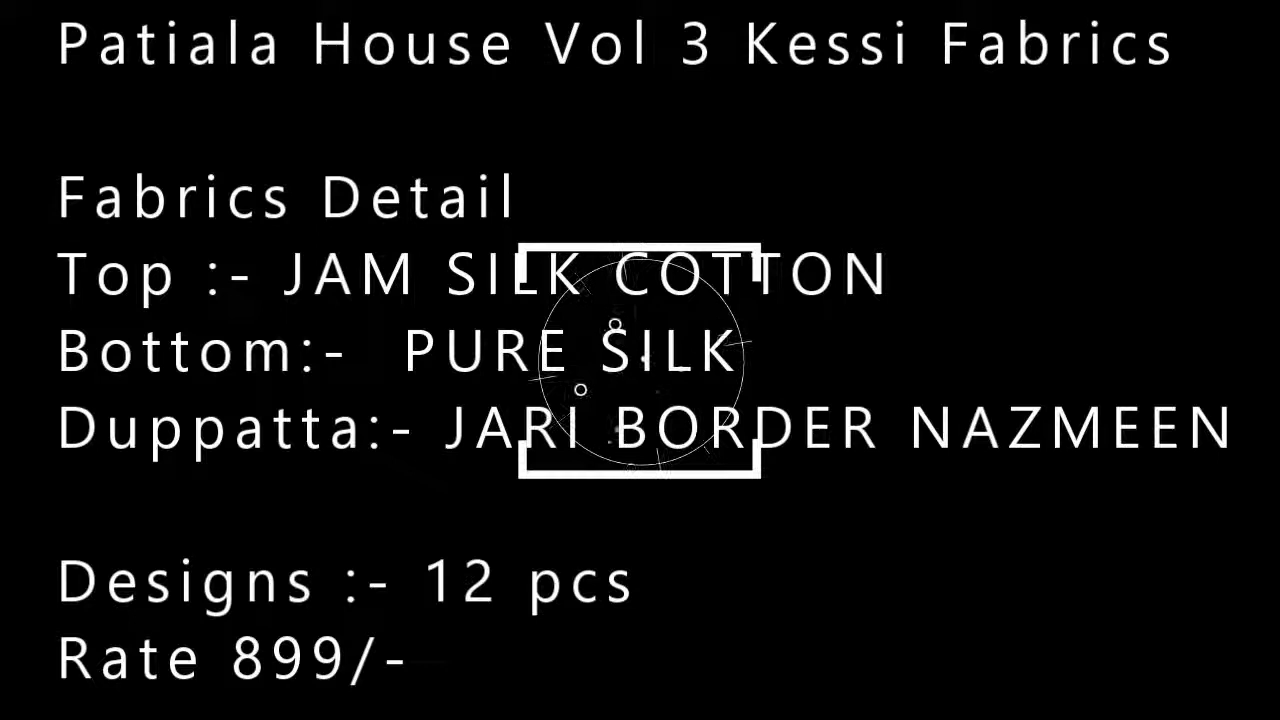 Patiala House Vol 3 Kessi Fabrics
Fabrics Detail
Top :- JAM SILK COTTON
Bottom:- PURE SILK
Duppatta:- JARI BORDER NAZMEEN
Designs :- 12 pcs
Rate 899/-